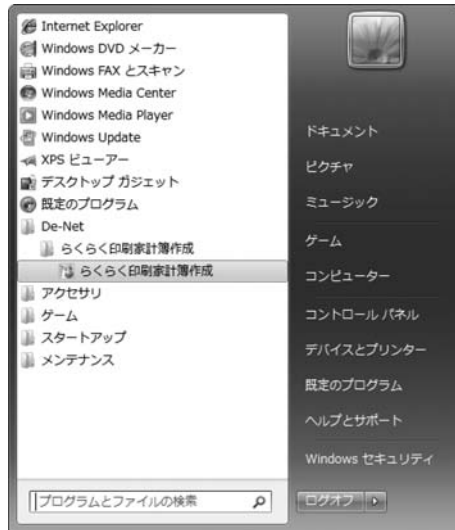 Internet Explorer
Windows DVD メーカー
Windows FAX とスキャン
Windows Media Center
Windows Media Player
Windows Update
XPS ビューアー
デスクトップ ガジェット
既定のプログラム
De-Net
らくらく印刷家計簿作成
らくらく印刷家計簿作成
アクセサリ
ゲーム
スタートアップ
メンテナンス
プログラムとファイルの検索
ドキュメント
ピクチャ
ミュージック
ゲーム
コンピューター
コントロール パネル
デバイスとプリンター
既定のプログラム
ヘルプとサポート
Windows セキュリティ
ログオフ